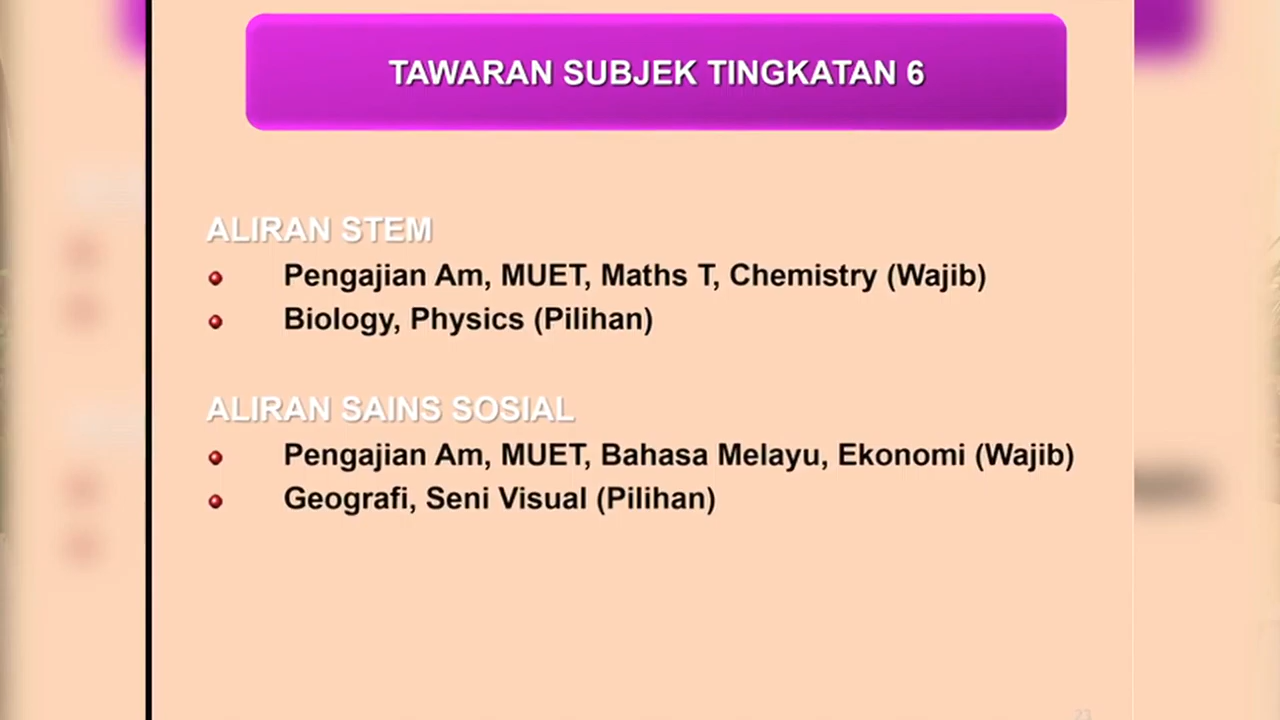 TAWARAN SUBJEK TINGKATAN 6
ALIRAN STEM
Pengajian Am, MUET, Maths T, Chemistry (Wajib)
Biology, Physics (Pilihan)
ALIRAN SAINS SOSIAL
Pengajian Am, MUET, Bahasa Melayu, Ekonomi (Wajib)
Geografi, Seni Visual (Pilihan)
23